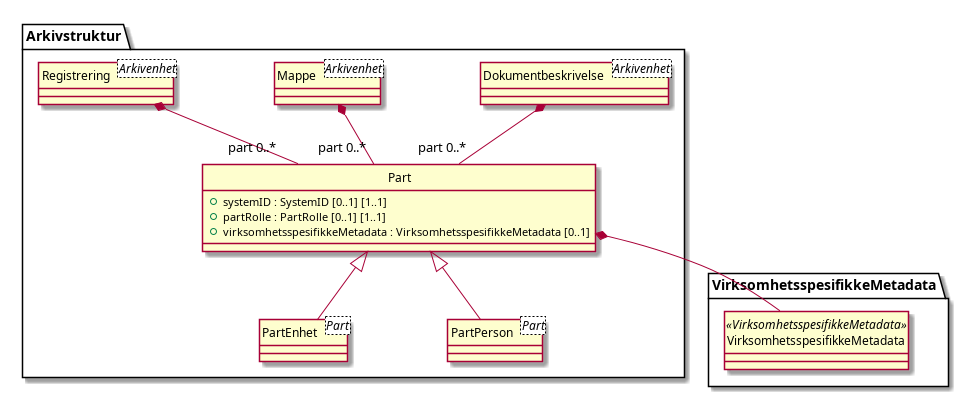 Arkivstruktur
Registrering Arkivenhet
Mappe Arkivenhet
Dokumentbeskrivelse Arkivenhet
part 0..*
part 0..*
part 0..*
Part
systemID : SystemID [0..1] [1..1]
partRolle : PartRolle [0..1] [1..1]
virksomhetsspesifikkeMetadata : VirksomhetsspesifikkeMetadata [0..1]
VirksomhetsspesifikkeMetadata
«VirksomhetsspesifikkeMetadata»
VirksomhetsspesifikkeMetadata
PartEnhet Part
PartPerson Part